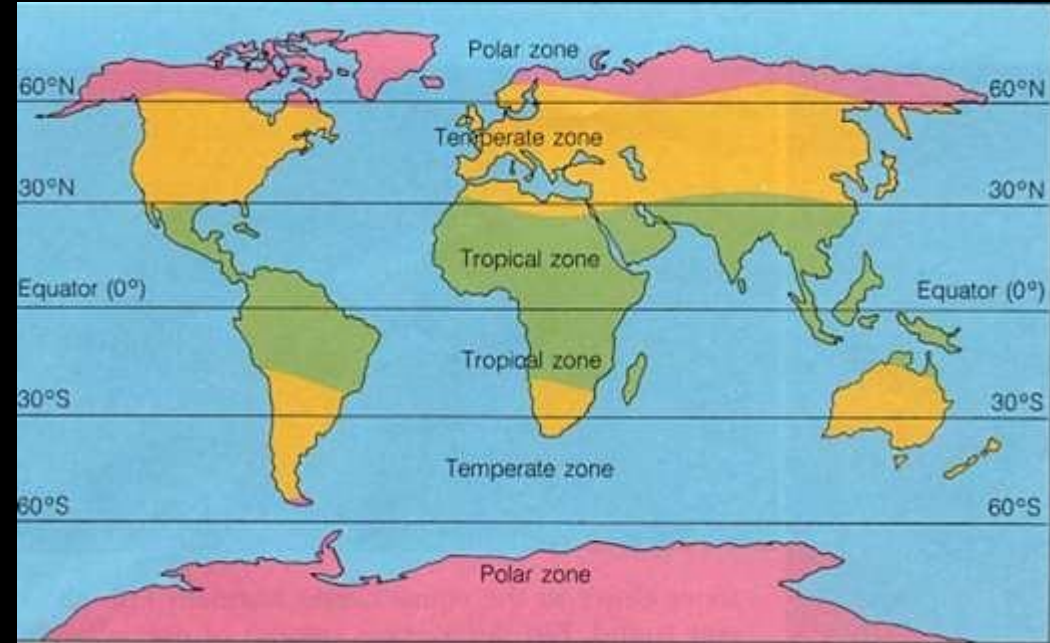 Polar zone
60°N
60°N
Temperate zone
30°N
30°N
Tropical zone
Equator (0°)
Equator (0°)
Tropical zone
30°S
30°S
Temperate zone
60°S
60°S
Polar zone